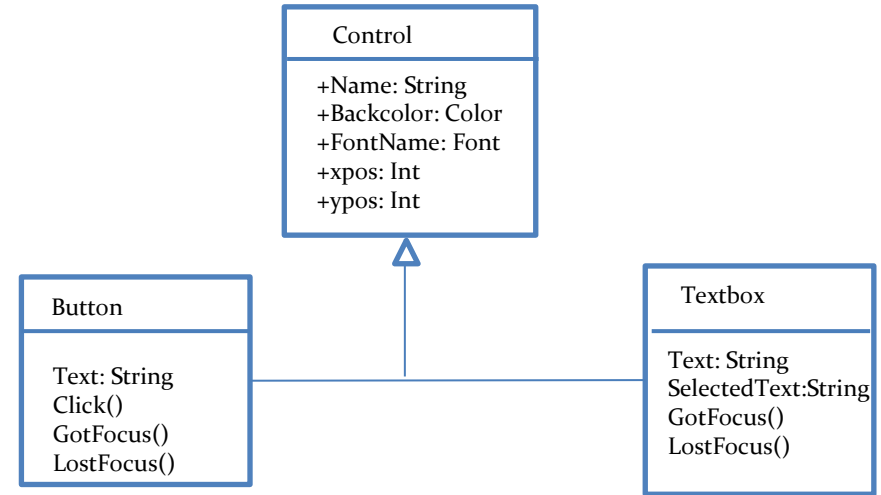 Control
+Name: String
+Backcolor: Color
+FontName: Font
+xpos: Int
+ypos: Int
Button
Text: String
Click()
GotFocus()
LostFocus()
Textbox
Text: String
SelectedText:String
GotFocus()
LostFocus()